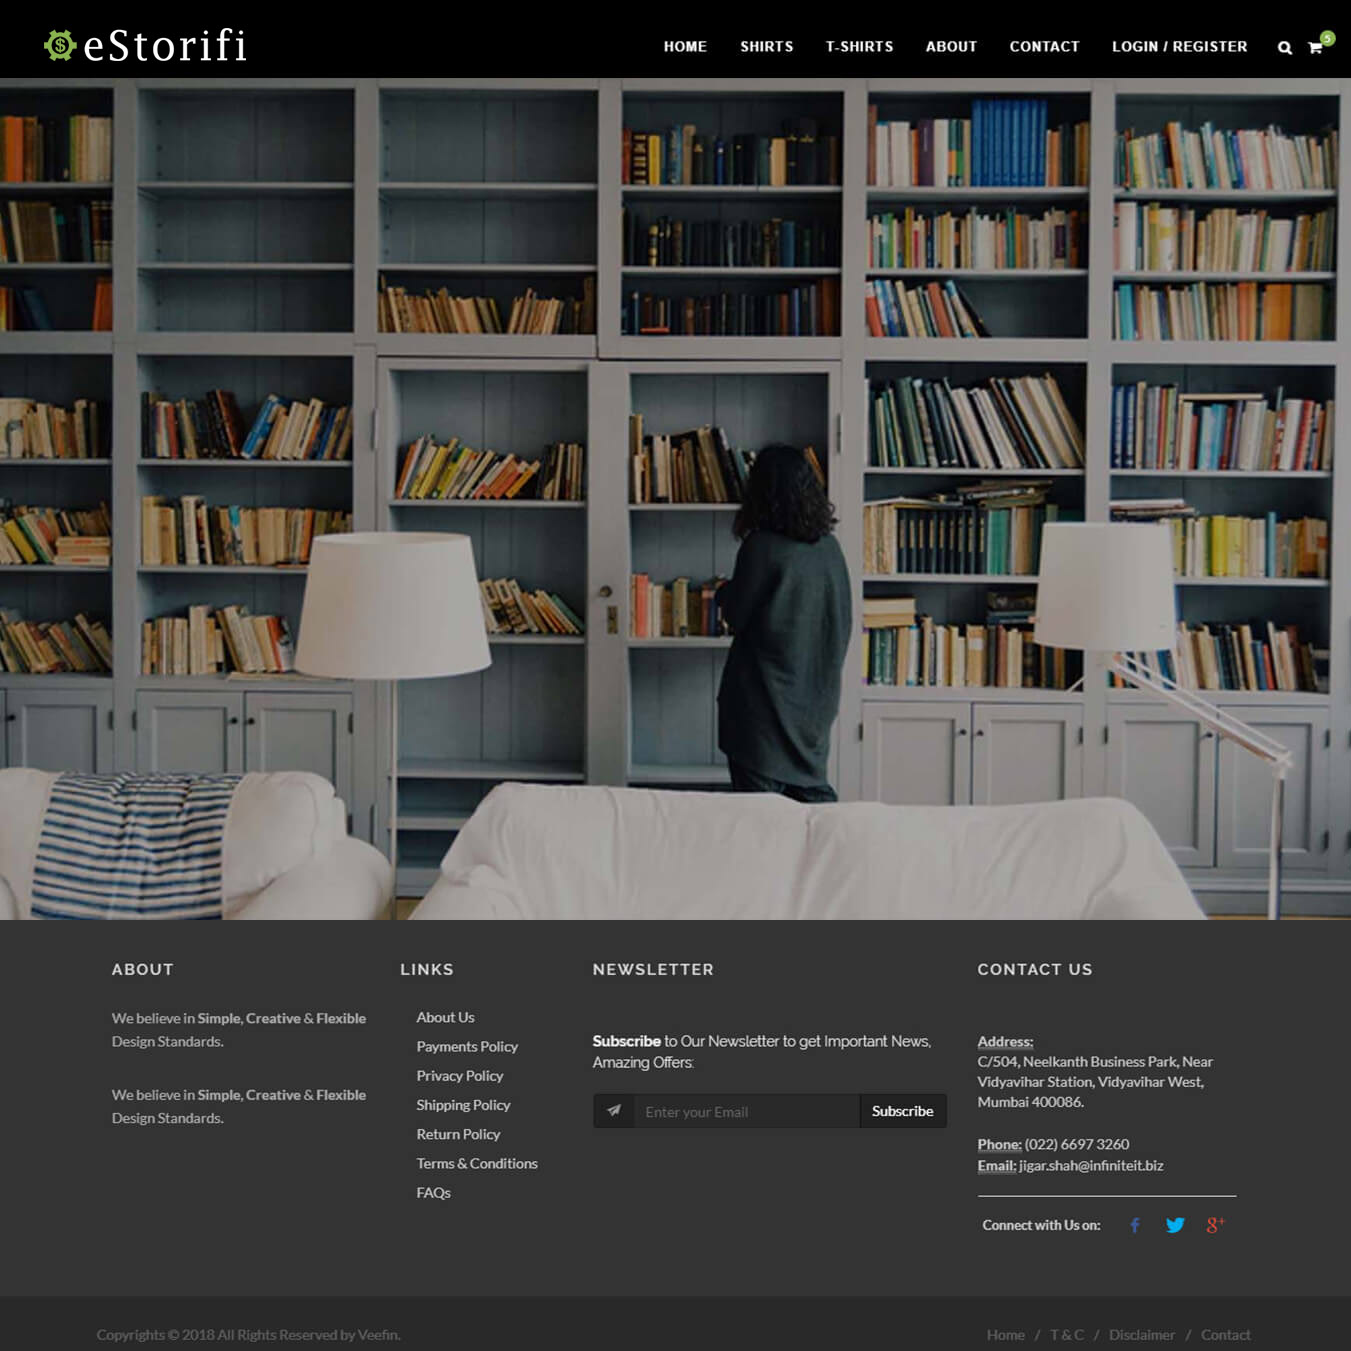 eStorifi
HOME SHIRTS T-SHIRTS ABOUT CONTACT LOGIN / REGISTER 5
ABOUT
We believe in Simple, Creative & Flexible
Design Standards.
We believe in Simple, Creative & Flexible
Design Standards.
LINKS
About Us
Payments Policy
Privacy Policy
Shipping Policy
Return Policy
Terms & Conditions
FAQs
NEWSLETTER
Subscribe to Our Newsletter to get Important News,
Amazing Offers:
Enter your Email Subscribe
CONTACT US
Address:
C/504, Neelkanth Business Park, Near
Vidyavihar Station, Vidyavihar West,
Mumbai 400086.
Phone: (022) 6697 3260
Email: jigar.shah@infiniteit.biz
Connect with Us on:
Copyrights © 2018 All Rights Reserved by Veefin.
Home / T & C / Disclaimer / Contact